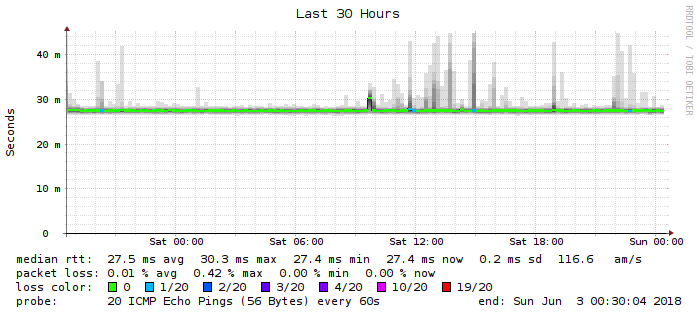 Last 30 Hours
RRDTOOL / TOBI OETIKER
Seconds
40 m
30 m
20 m
10 m
0
Sat 00:00 Sat 06:00 Sat 12:00 Sat 18:00 Sun 00:00
median rtt: 27.5 ms avg 30.3 ms max 27.4 ms min 27.4 ms now 0.2 ms sd 116.6 am/s
packet loss: 0.01 % avg 0.42 % max 0.00 % min 0.00 % now
loss color: 0 1/20 2/20 3/20 4/20 10/20 19/20
probe: 20 ICMP Echo Pings (56 Bytes) every 60s end: Sun Jun 3 00:30:04 2018